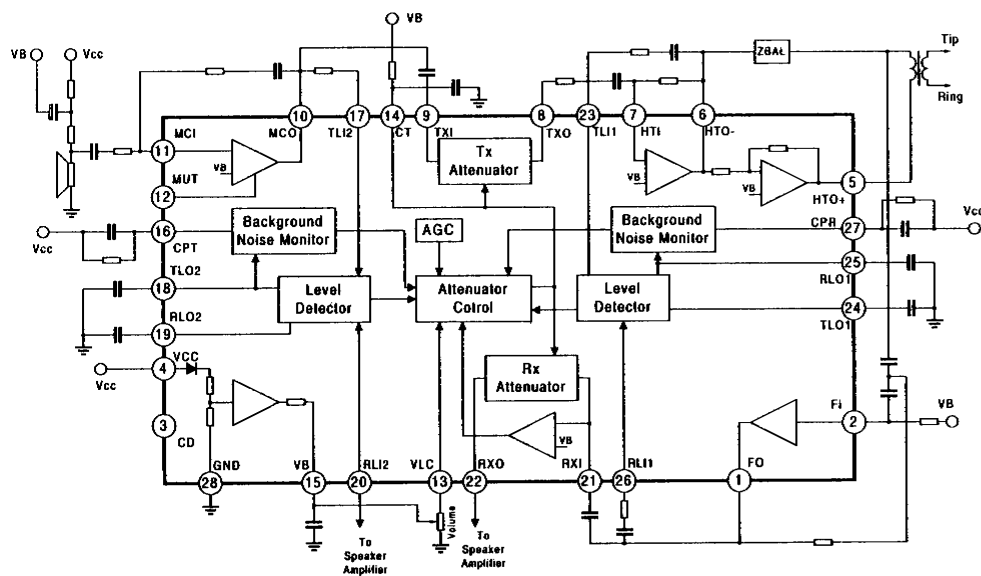 VB
VB Vcc
Tip
ZBAL
Ring
10 17 14 9 8 23 7 6
MCI MCO TLI2 CT TXI TXO TLI1 HTI HTO-
11
Tx
Attenuator
VB
VB
VB
MUT
12
5
HTO+
16
Background
Noise Monitor
AGC
Background
Noise Monitor
CPR
27
Vcc
Vcc
CPT
TLO2
25
RLO1
18
Level
Detector
Attenuator
Cotrol
Level
Detector
24
TLO1
RLO2
19
VCC
4
Vcc
Rx
Attenuator
3
CD
VB
FI
2
VB
GND VB RLI2 VLC RXO RXI RLI1 FO
28 15 20 13 22 21 26 1
Volume
To
Speaker
Amplifier
To
Speaker
Amplifier